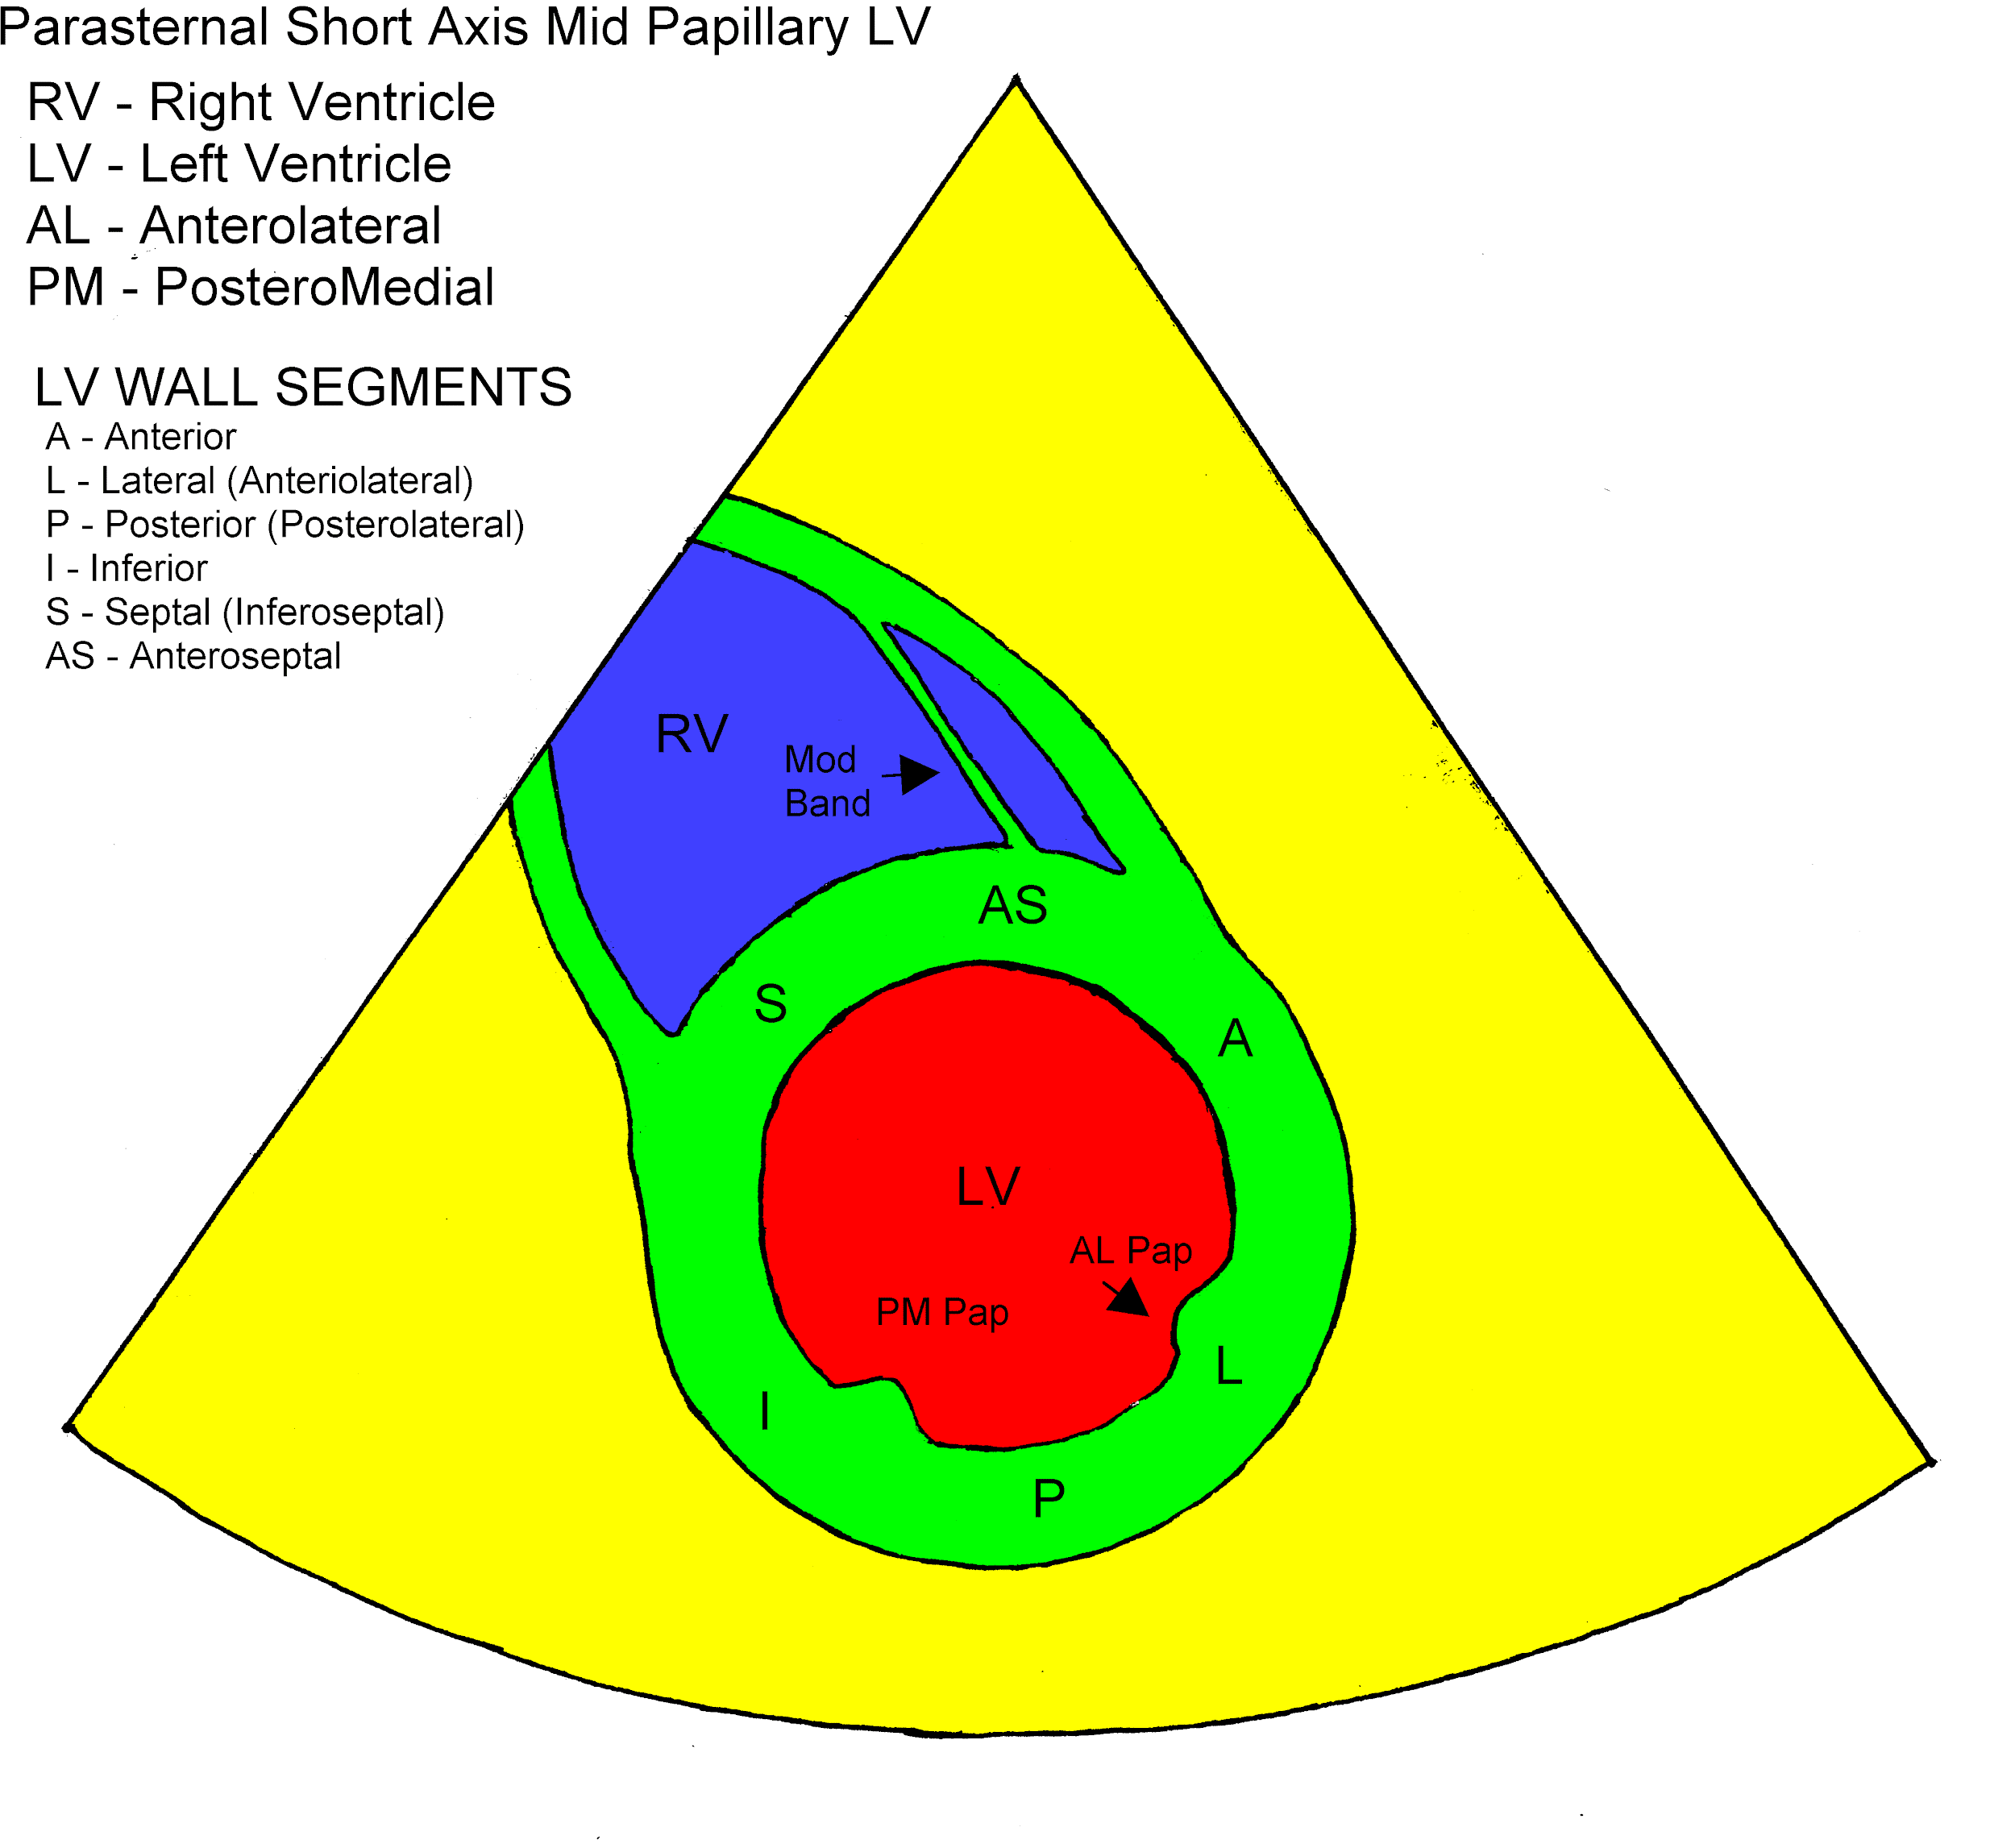 Parasternal Short Axis Mid Papillary LV
RV - Right Ventricle
LV - Left Ventricle
AL - Anterolateral
PM - PosteroMedial
LV WALL SEGMENTS
A - Anterior
L - Lateral (Anteriolateral)
P - Posterior (Posterolateral)
I - Inferior
S - Septal (Inferoseptal)
AS - Anteroseptal
RV
Mod
Band
AS
S
A
LV
AL Pap
PM Pap
L
I
P